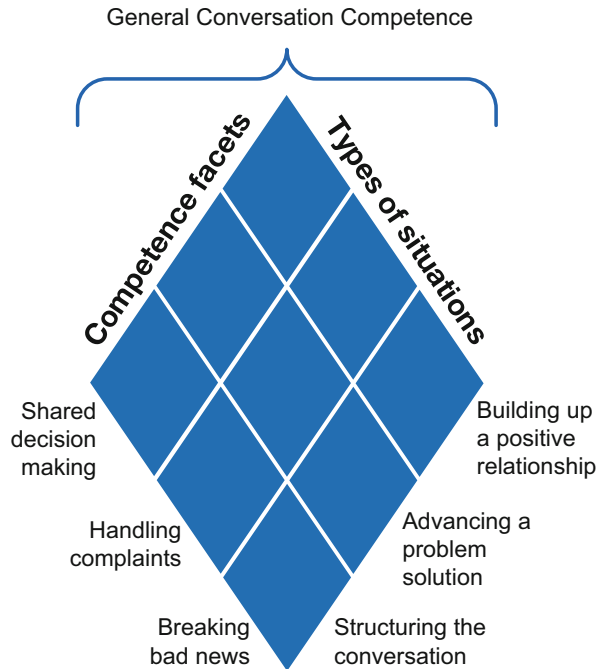 General Conversation Competence
Competence facets
Types of situations
Shared
decision
making
Building up
a positive
relationship
Handling
complaints
Advancing a
problem
solution
Breaking
bad news
Structuring the
conversation